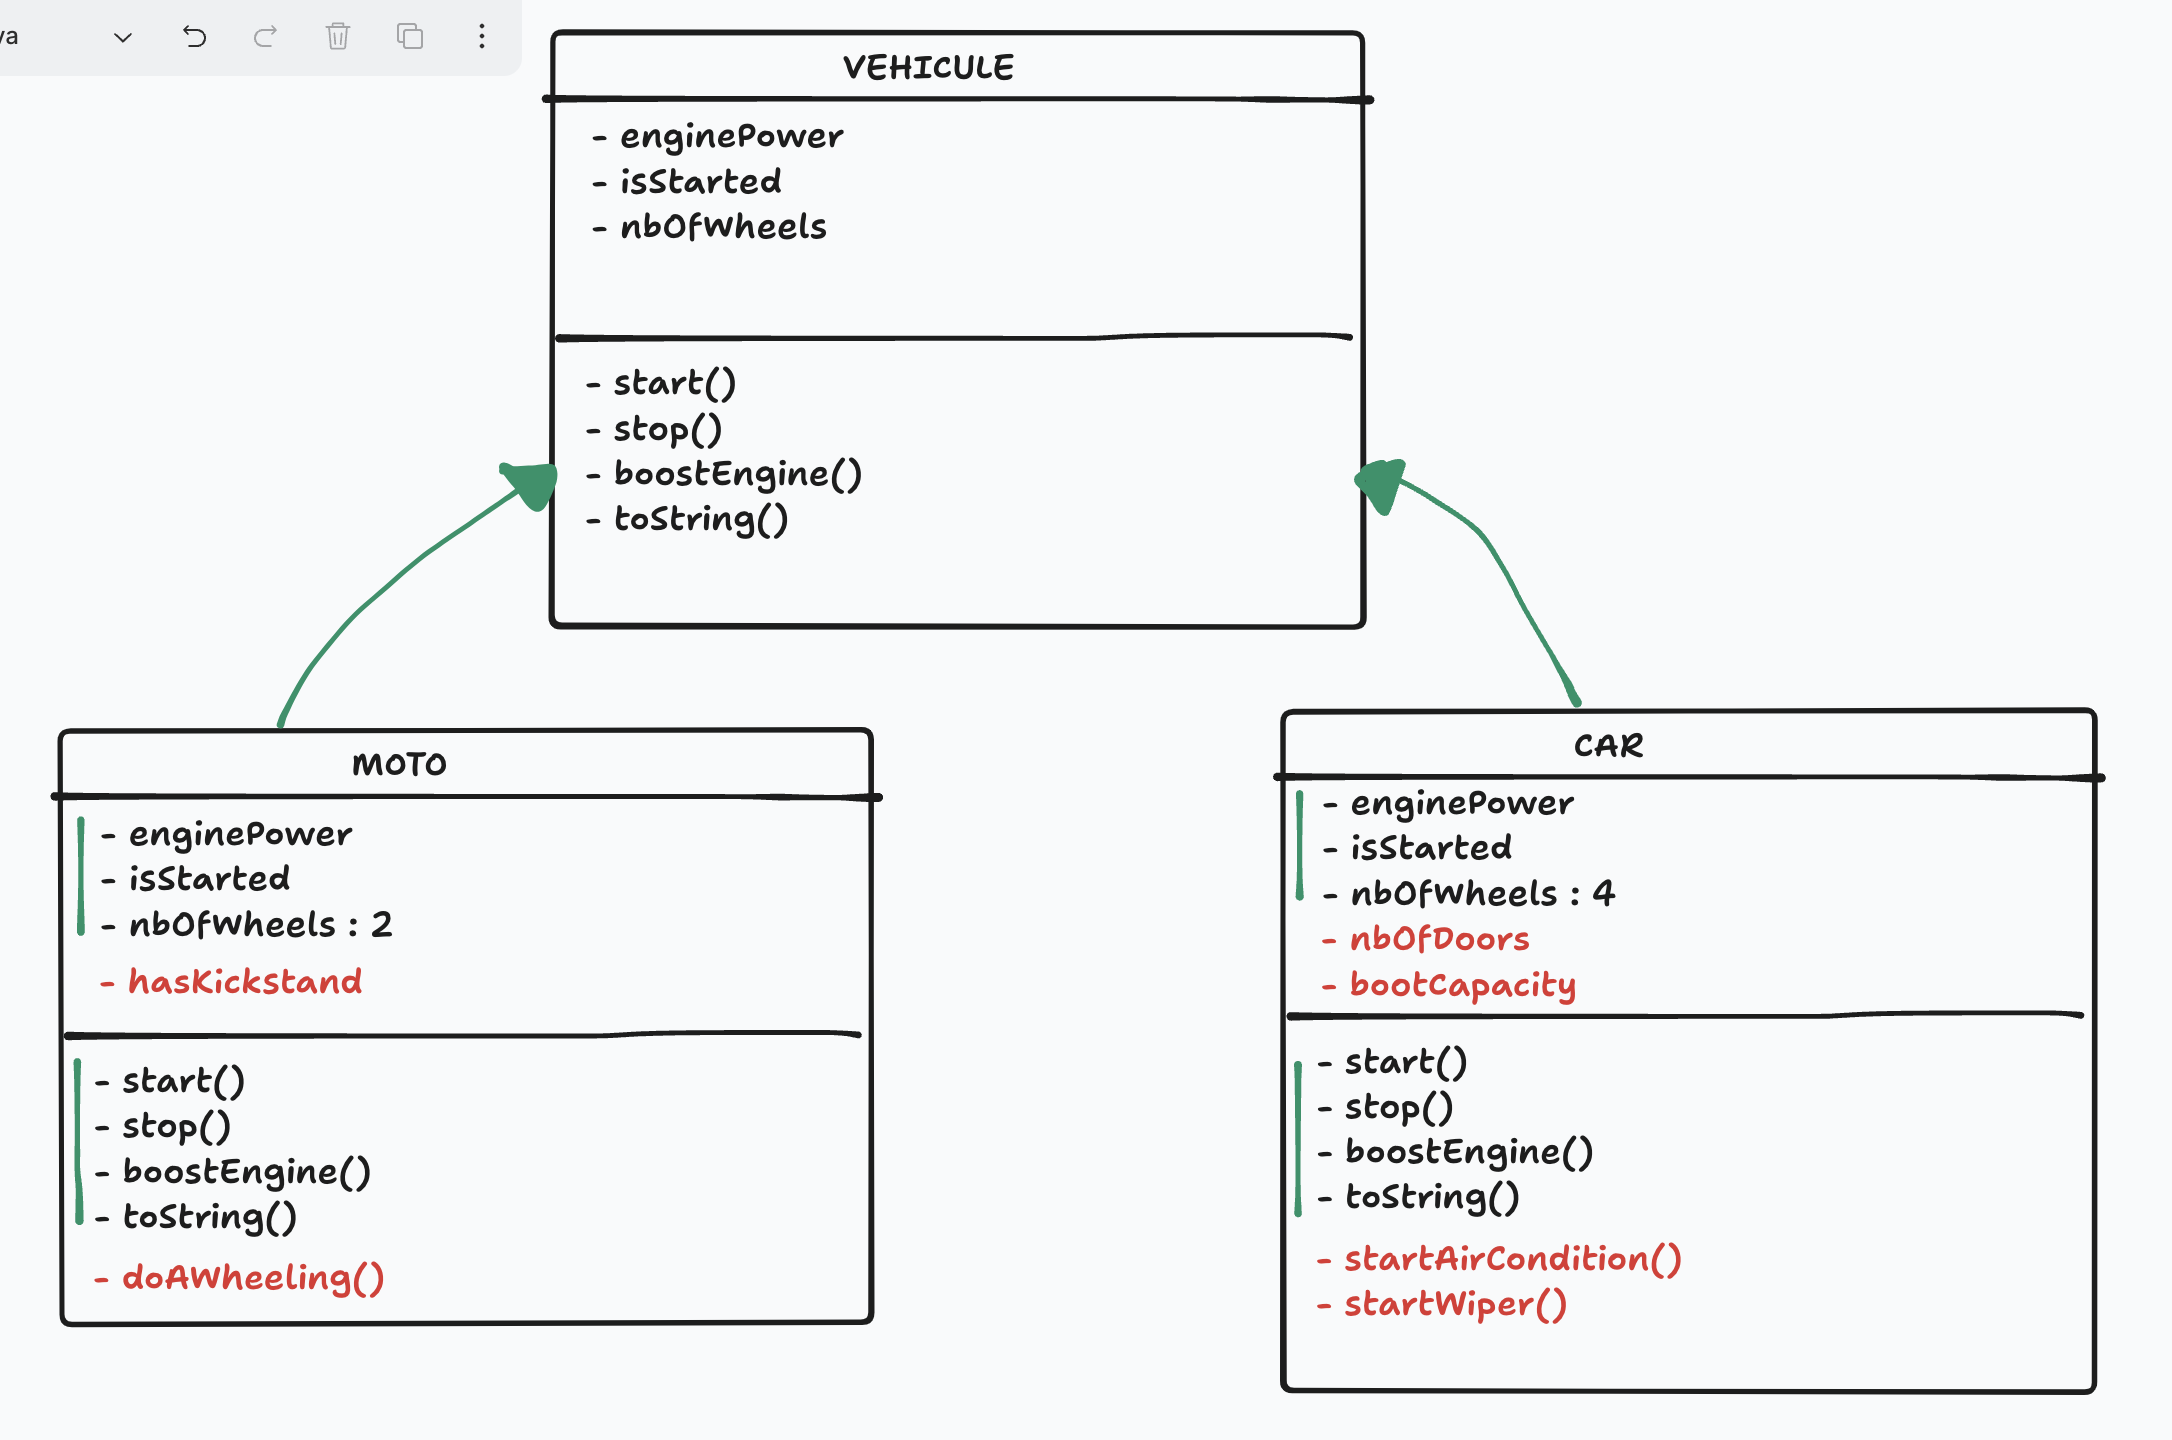 VEHICULE
- enginePower
- isStarted
- nbOfWheels
- start()
- stop()
- boostEngine()
- toString()
MOTO
- enginePower
- isStarted
- nbOfWheels : 2
- hasKickstand
- start()
- stop()
- boostEngine()
- toString()
- doAWheeling()
CAR
- enginePower
- isStarted
- nbOfWheels : 4
- nbOfDoors
- bootCapacity
- start()
- stop()
- boostEngine()
- toString()
- startAirCondition()
- startWiper()